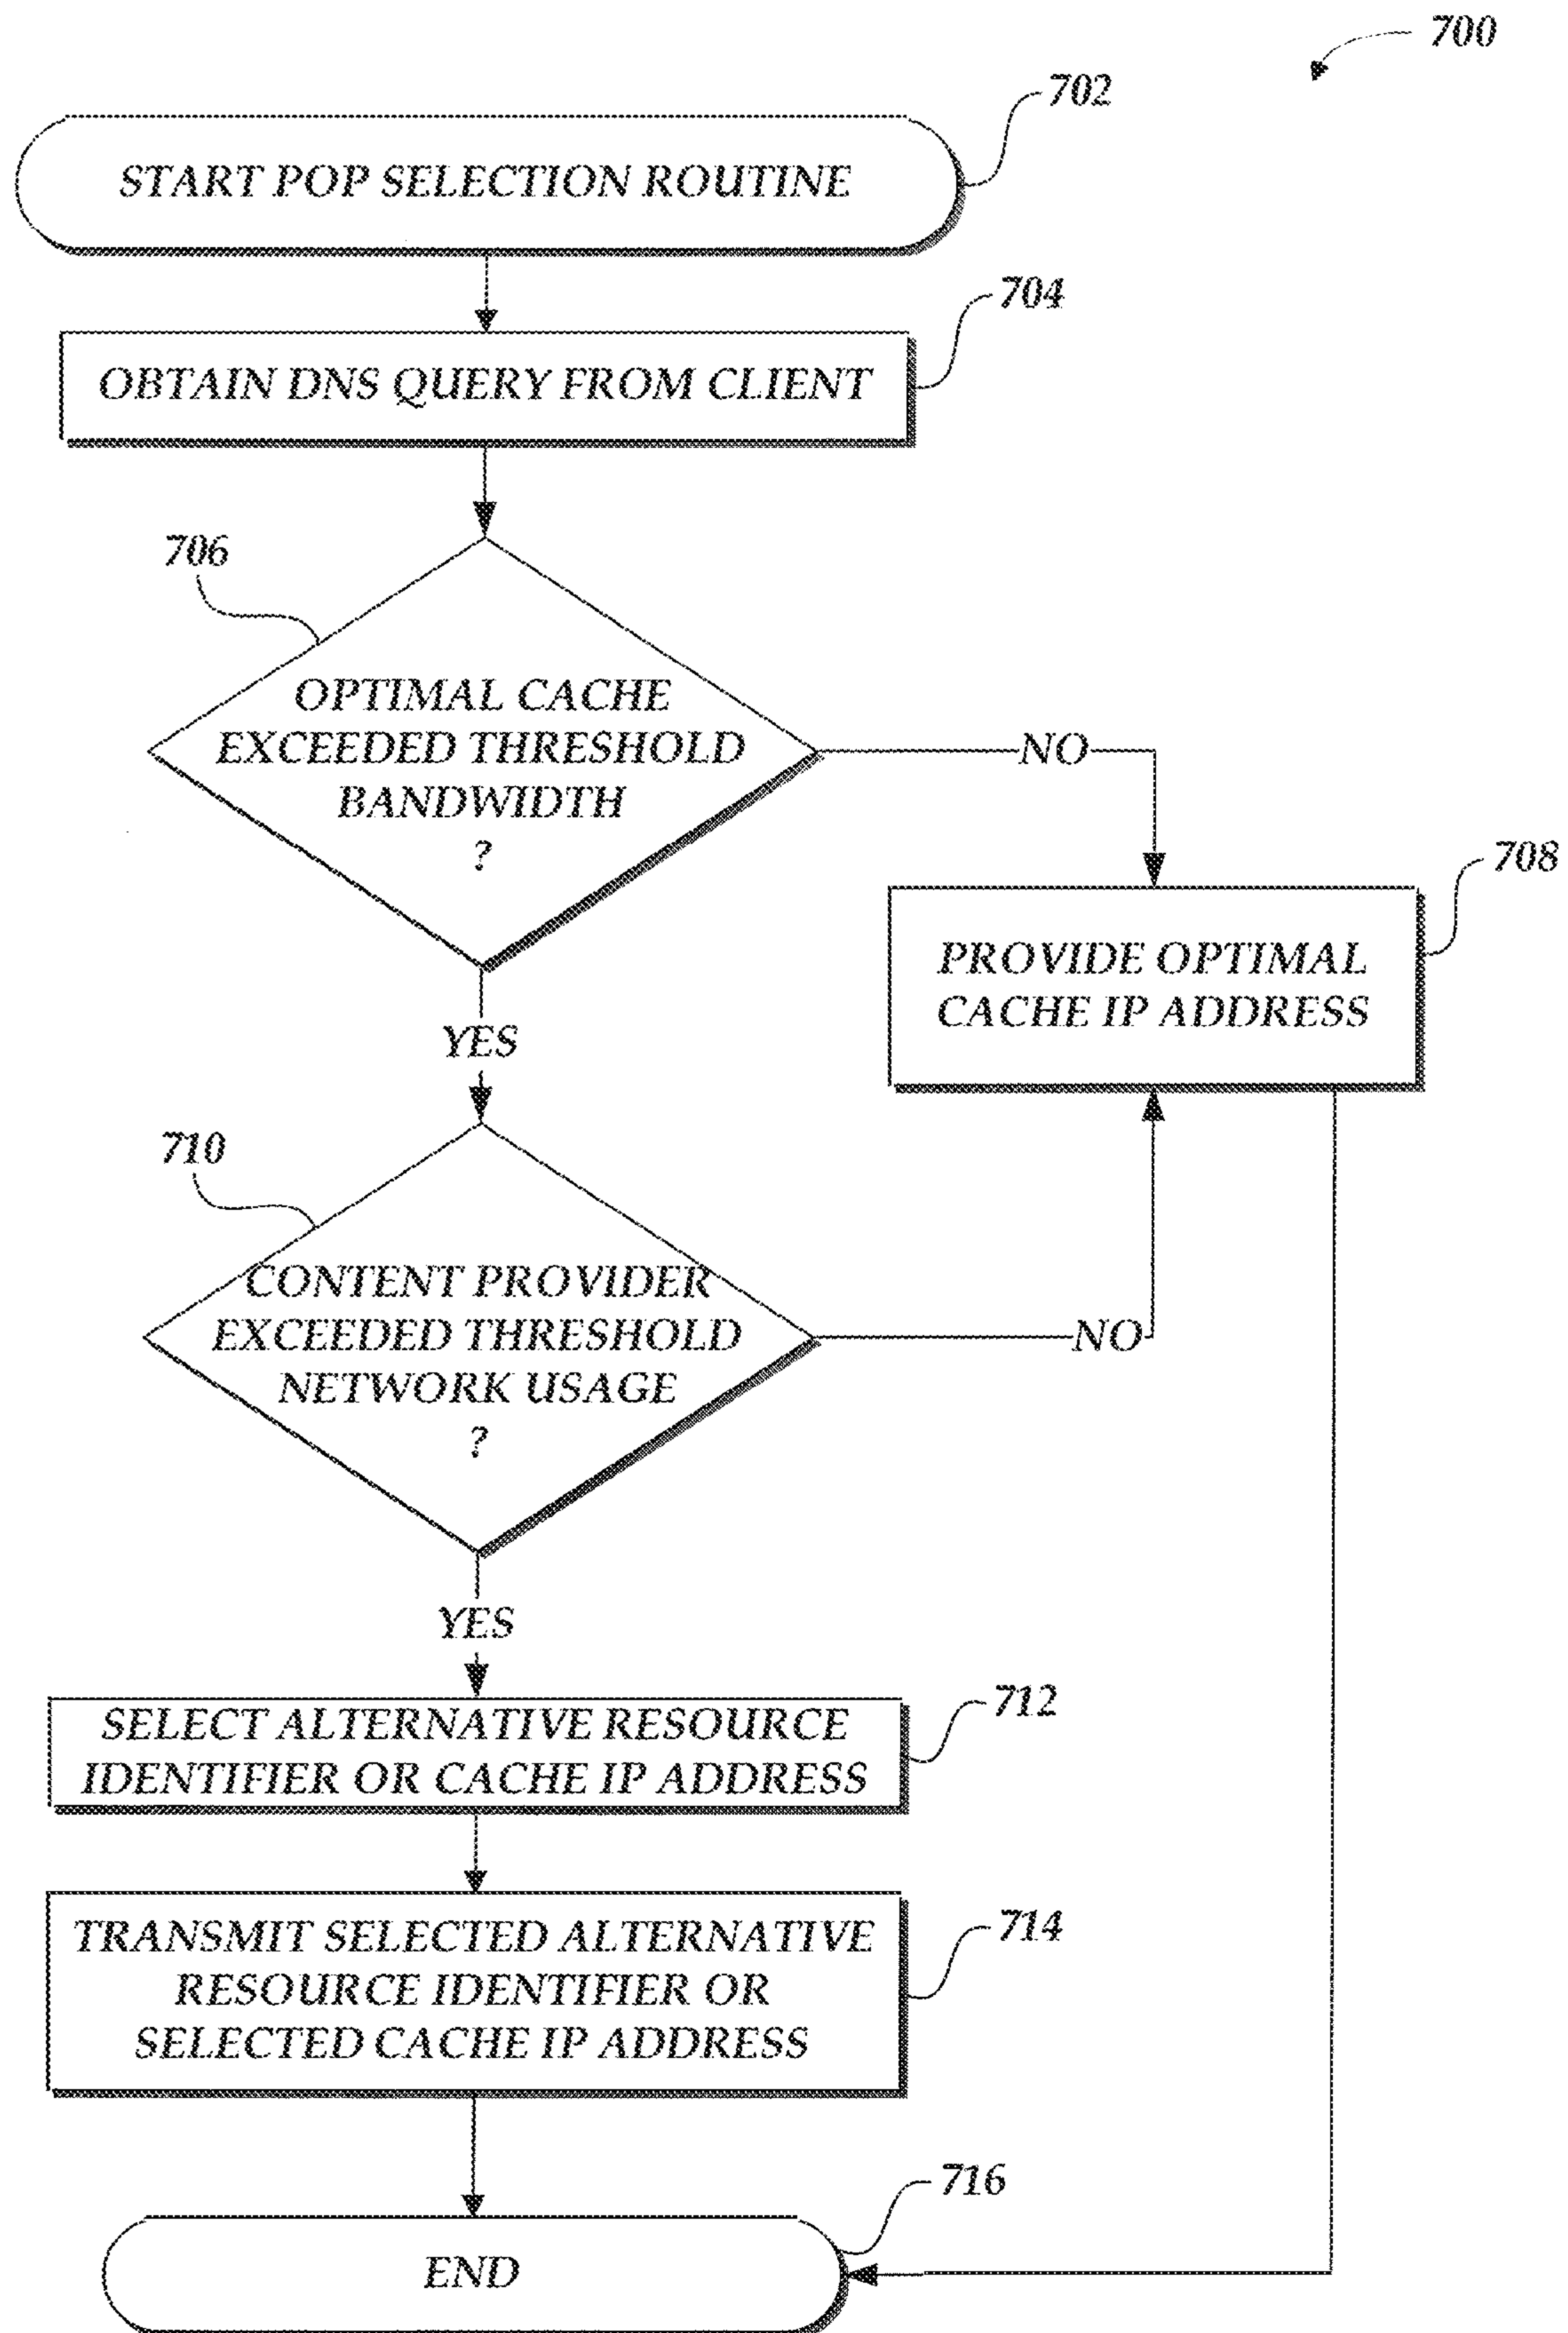 700
702
START POP SELECTION ROUTINE
704
OBTAIN DNS QUERY FROM CLIENT
706
OPTIMAL CACHE
EXCEEDED THRESHOLD
BANDWIDTH
?
NO
708
PROVIDE OPTIMAL
CACHE IP ADDRESS
YES
710
CONTENT PROVIDER
EXCEEDED THRESHOLD
NETWORK USAGE
?
NO
YES
712
SELECT ALTERNATIVE RESOURCE
IDENTIFIER OR CACHE IP ADDRESS
714
TRANSMIT SELECTED ALTERNATIVE
RESOURCE IDENTIFIER OR
SELECTED CACHE IP ADDRESS
716
END